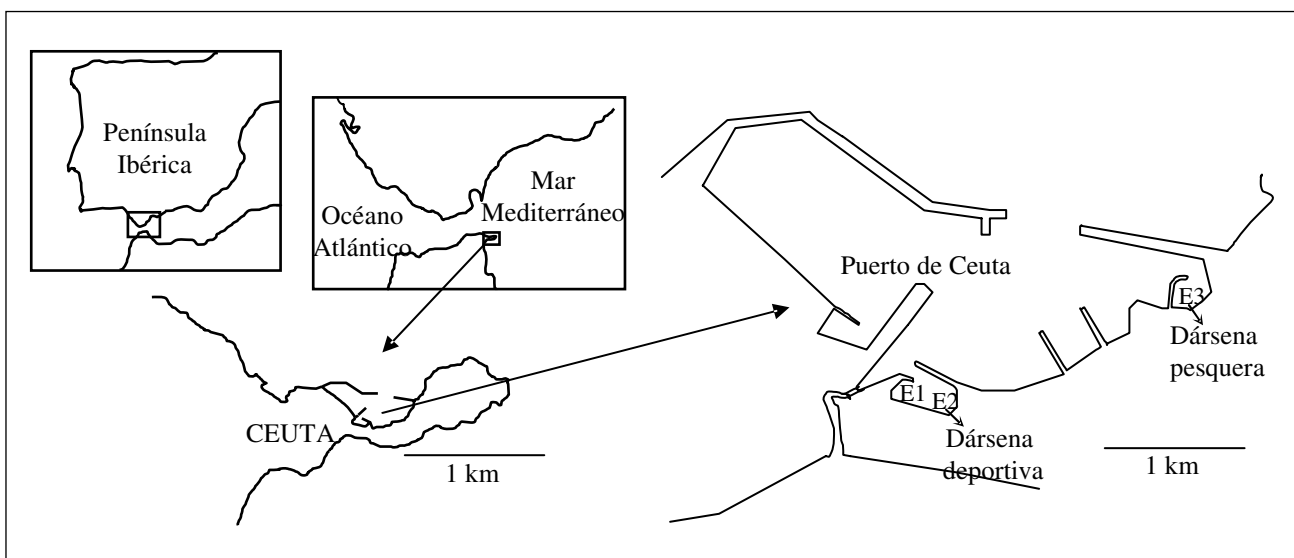 Península
Ibérica
Océano
Atlántico
Mar
Mediterráneo
CEUTA
1 km
Puerto de Ceuta
E1
E2
E3
Dársena
pesquera
Dársena
deportiva
1 km